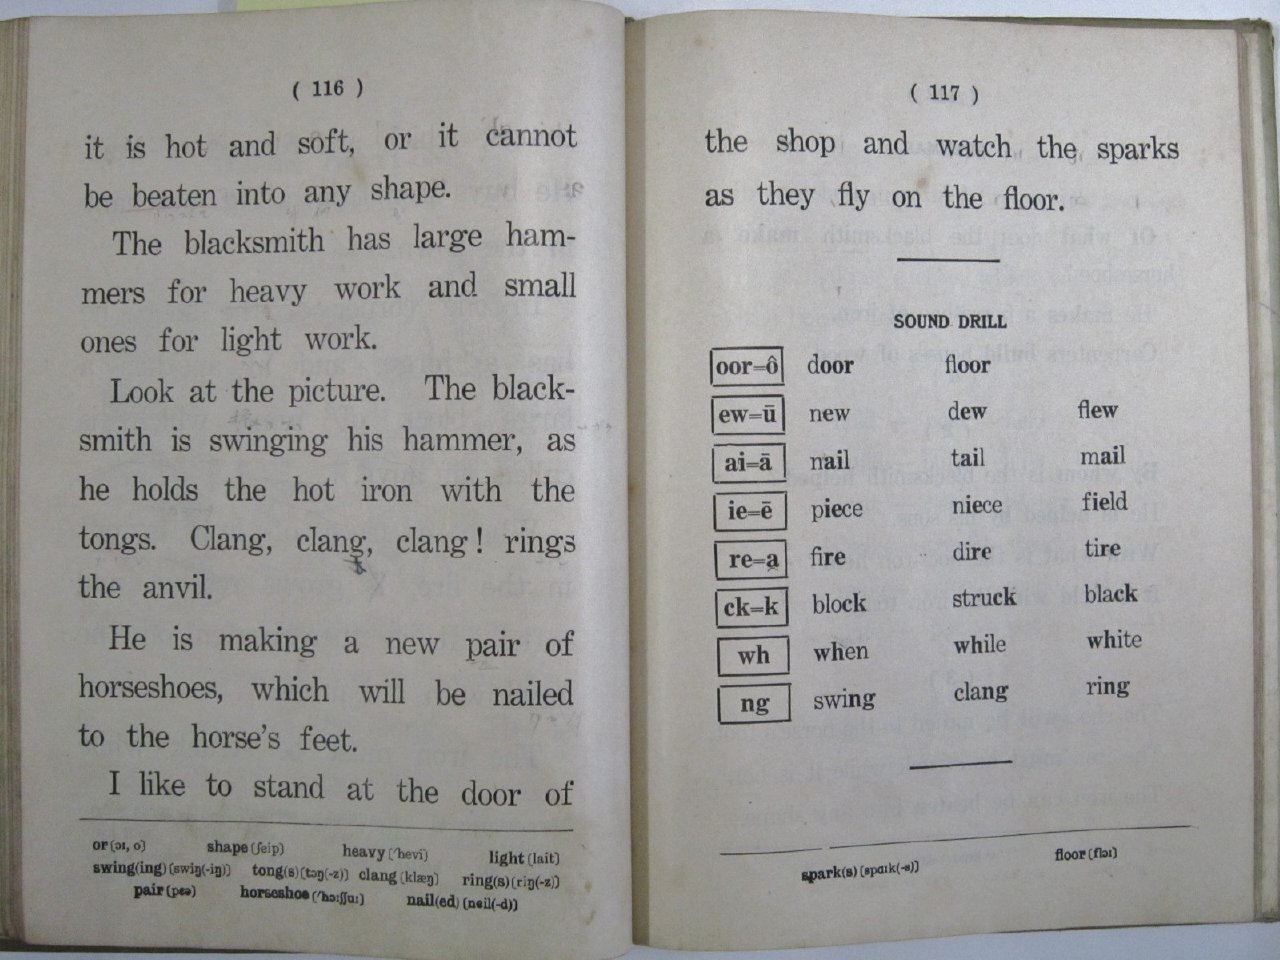 ( 116 )
it is hot and soft, or it cannot
be beaten into any shape.
The blacksmith has large ham-
mers for heavy work and small
ones for light work.
Look at the picture. The black-
smith is swinging his hammer, as
he holds the hot iron with the
tongs. Clang, clang, clang! rings
the anvil.
He is making a new pair of
horseshoes, which will be nailed
to the horse's feet.
I like to stand at the door of
or (ɔː, o) shape (ʃeip) heavy (ˈhevi) light (lait)
swing(ing) (swiŋ(-iŋ)) tong(s) (tɔŋ(-z)) clang (klæŋ) ring(s) (riŋ(-z))
pair (pɛə) horseshoe (ˈhɔːʃʃuː) nail(ed) (neil(-d))
( 117 )
the shop and watch the sparks
as they fly on the floor.
SOUND DRILL
oor=ô door floor
ew=ū new dew flew
ai=ā nail tail mail
ie=ē piece niece field
re=a fire dire tire
ck=k block struck black
wh when while white
ng swing clang ring
spark(s) (spɑːk(-s)) floor (flɔː)